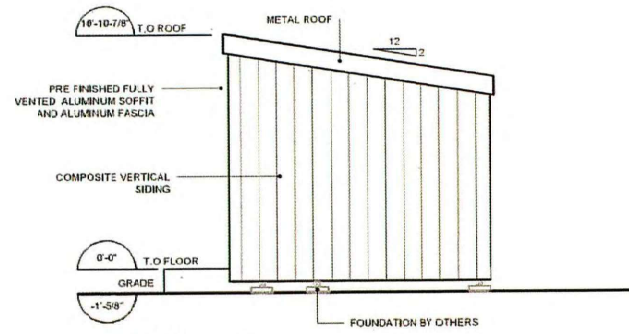 16'-10-7/8"
T.O ROOF
METAL ROOF
12
2
PRE FINISHED FULLY
VENTED ALUMINUM SOFFIT
AND ALUMINUM FASCIA
COMPOSITE VERTICAL
SIDING
0'-0"
T.O FLOOR
GRADE
-1'-5/8"
FOUNDATION BY OTHERS